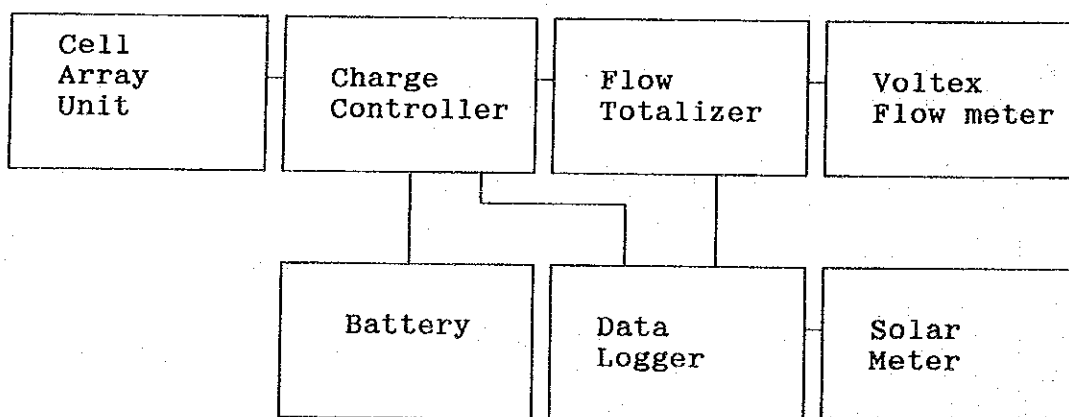 Cell
Array
Unit
Charge
Controller
Flow
Totalizer
Voltex
Flow meter
Battery
Data
Logger
Solar
Meter